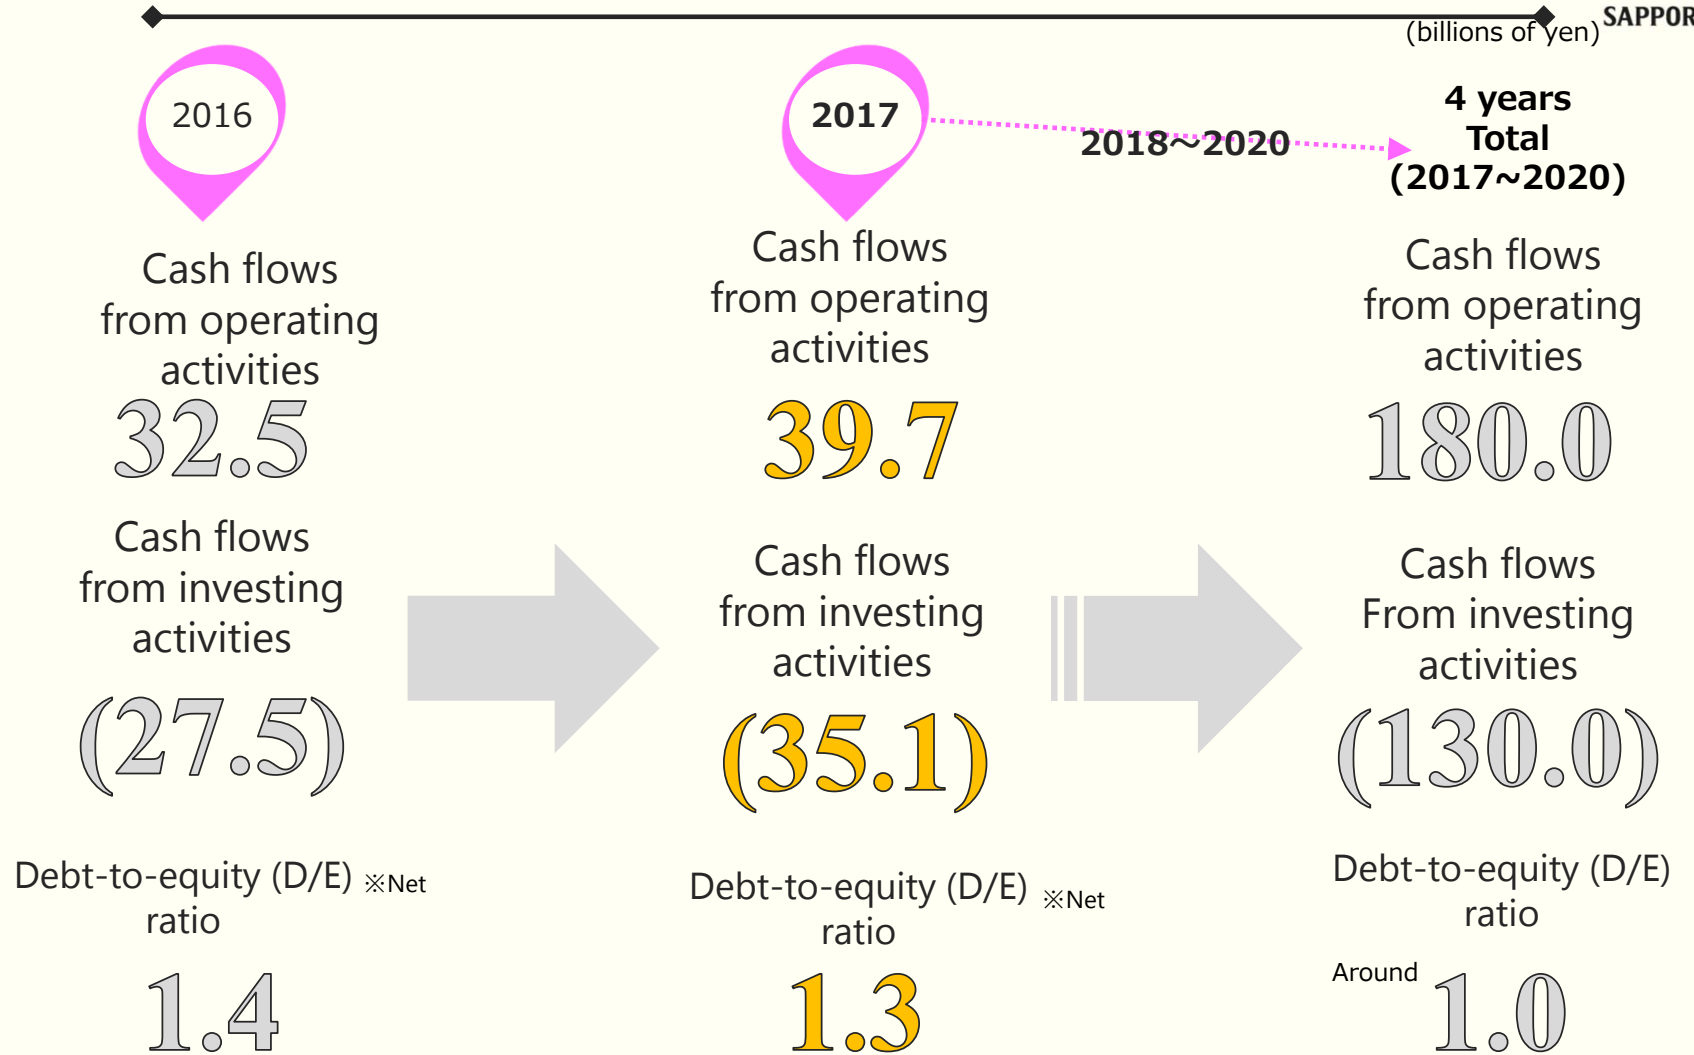 (billions of yen)
SAPPOR
2016
2017
2018～2020
4 years
Total
(2017~2020)
Cash flows
from operating
activities
32.5
Cash flows
from investing
activities
(27.5)
Debt-to-equity (D/E) ※Net
ratio
1.4
Cash flows
from operating
activities
39.7
Cash flows
from investing
activities
(35.1)
Debt-to-equity (D/E) ※Net
ratio
1.3
Cash flows
from operating
activities
180.0
Cash flows
From investing
activities
(130.0)
Debt-to-equity (D/E)
ratio
Around 1.0